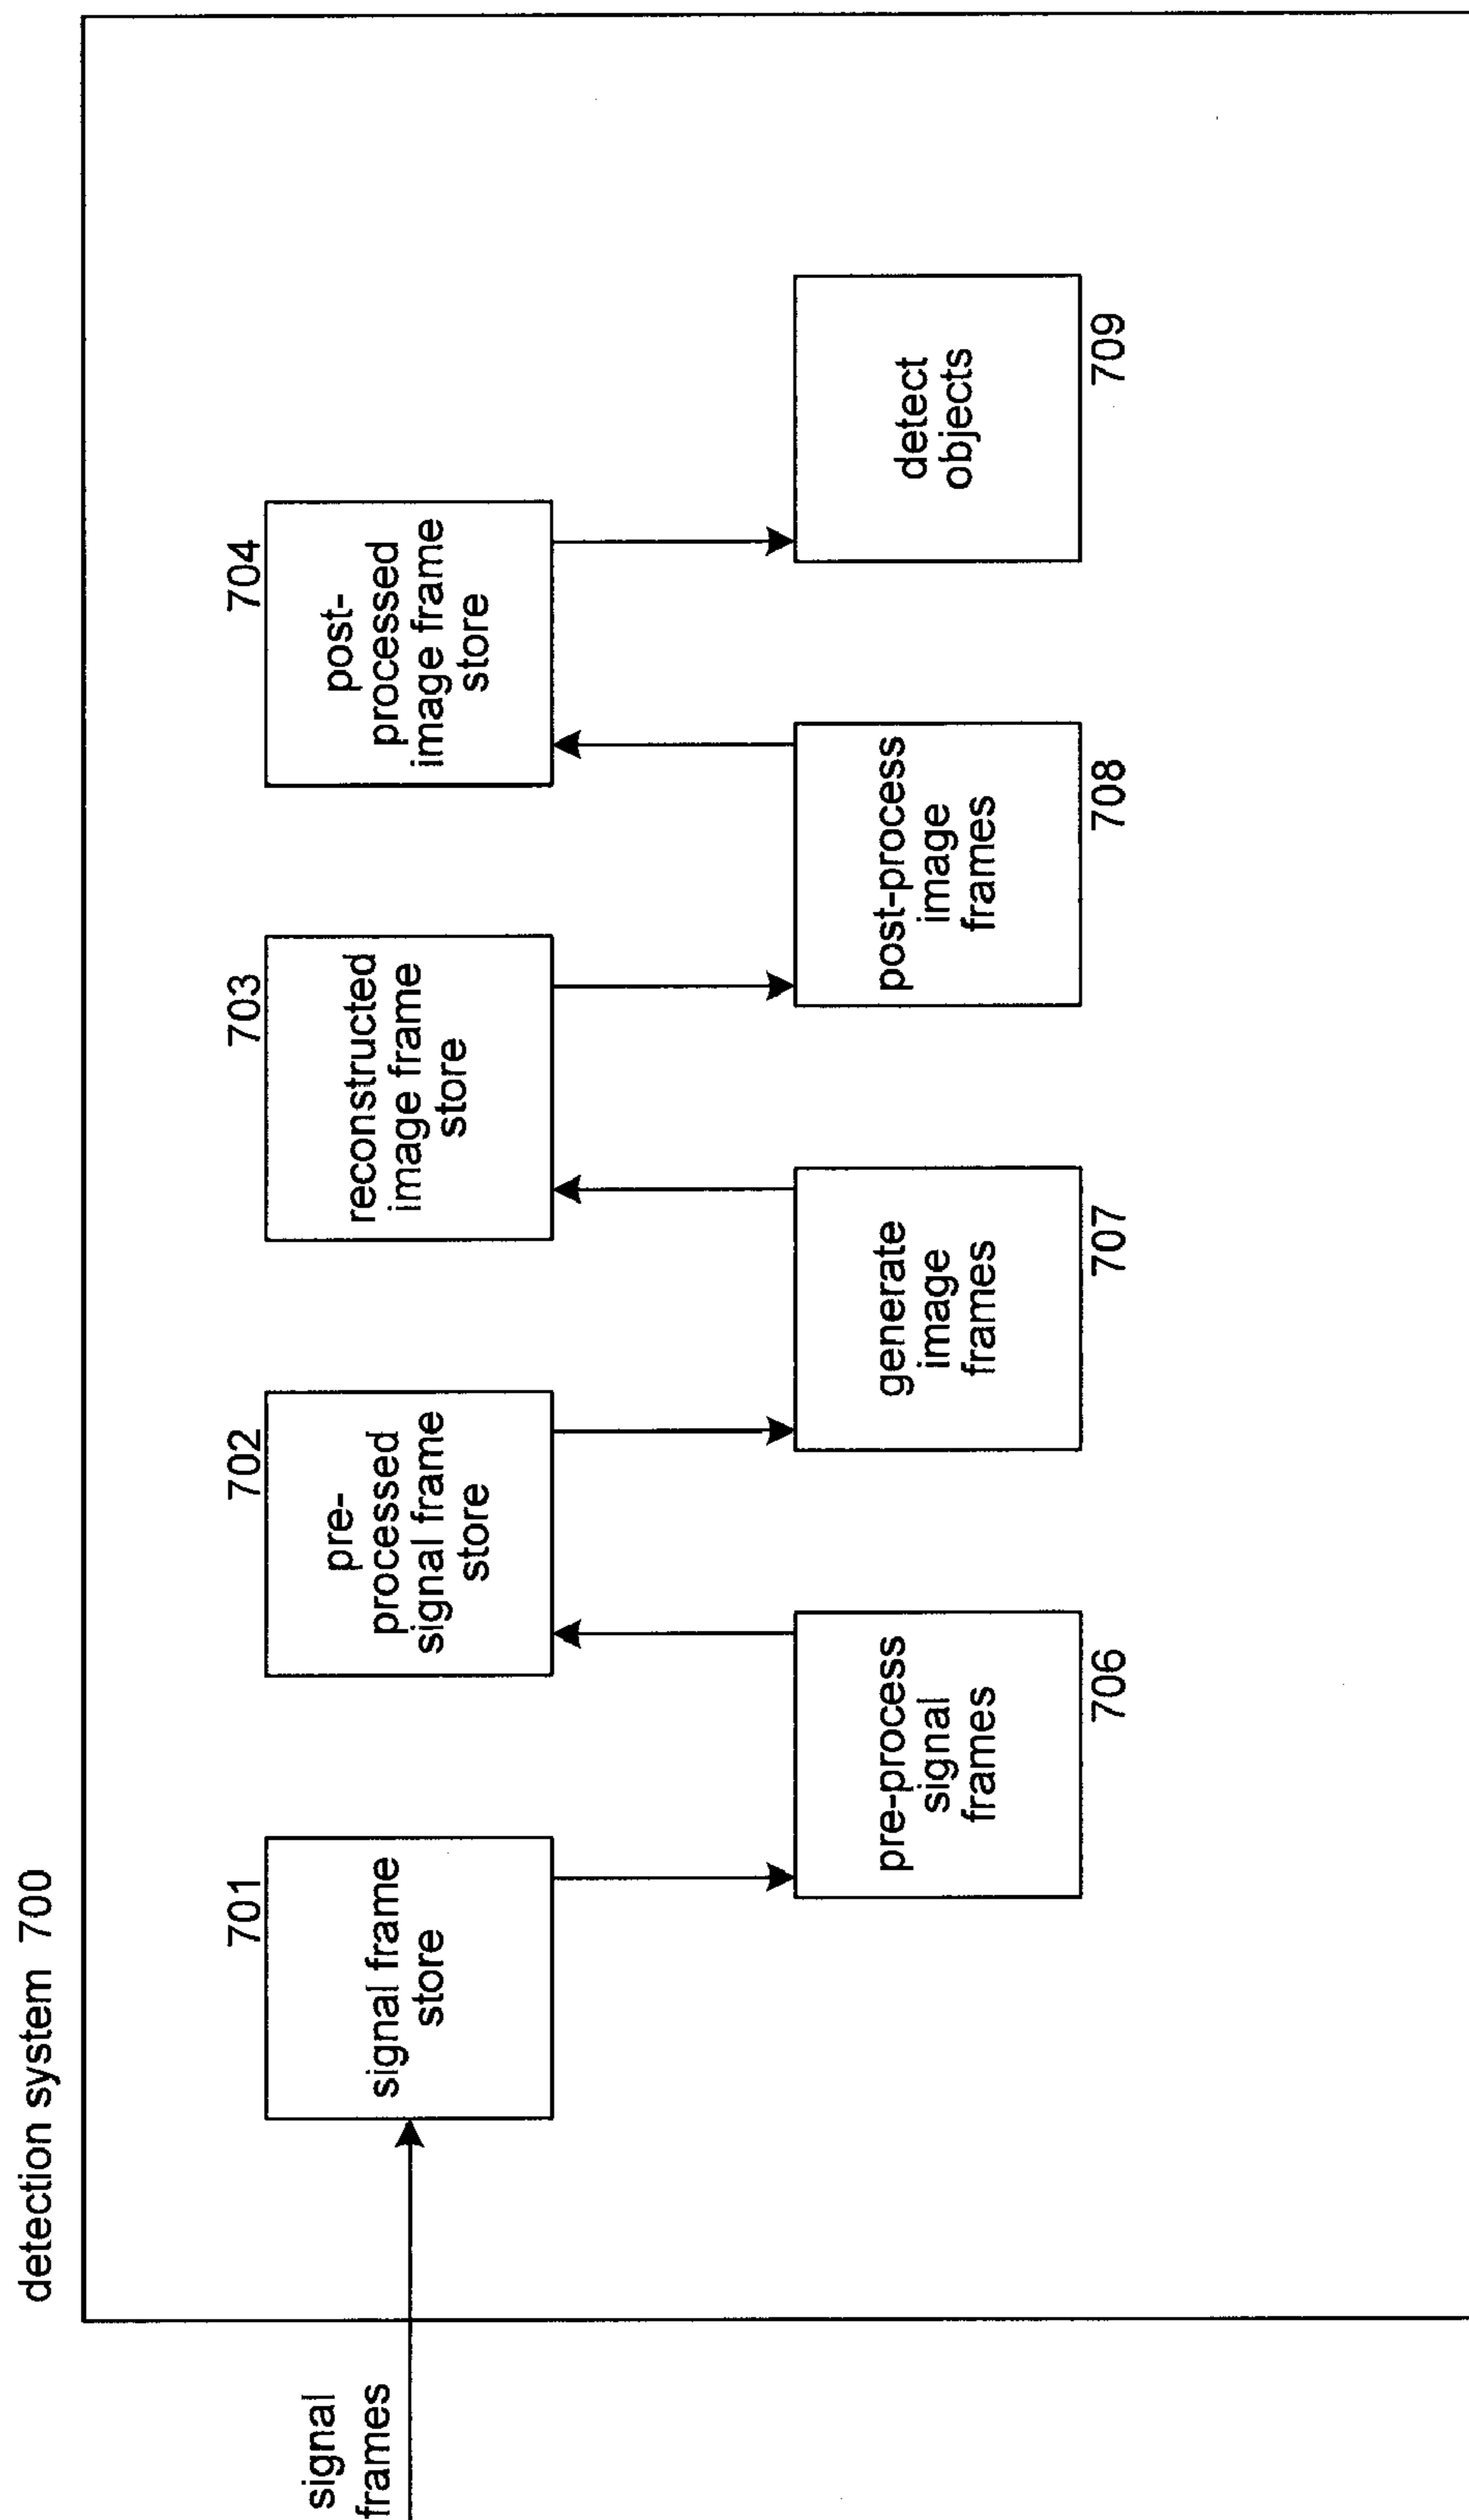 detection system 700
signal
frames
701
signal frame
store
702
pre-
processed
signal frame
store
703
reconstructed
image frame
store
704
post-
processed
image frame
store
pre-process
signal
frames
706
generate
image
frames
707
post-process
image
frames
708
detect
objects
709